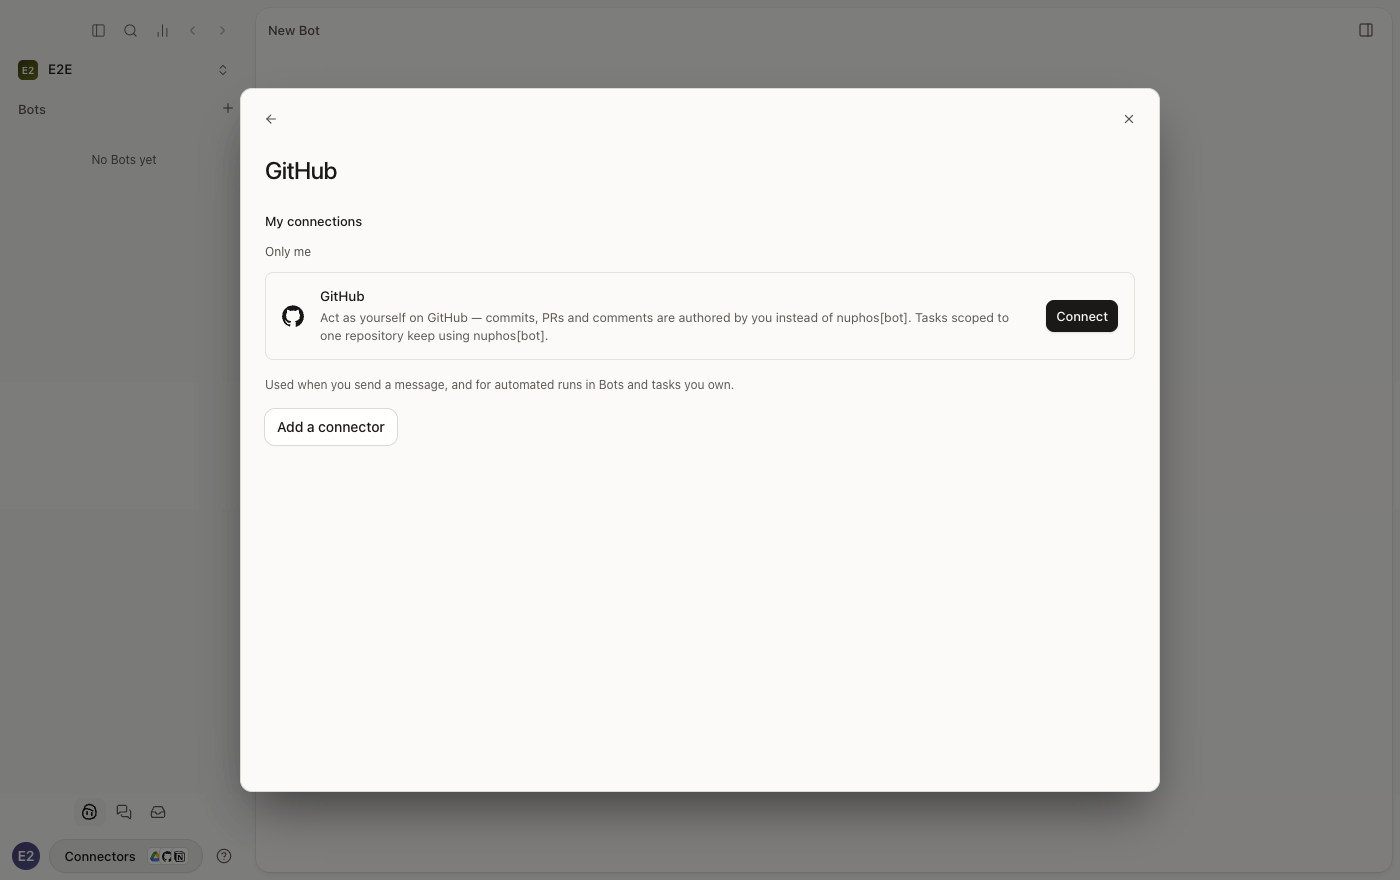 New Bot
E2 E2E
Bots
No Bots yet
GitHub
My connections
Only me
GitHub
Act as yourself on GitHub — commits, PRs and comments are authored by you instead of nuphos[bot]. Tasks scoped to
one repository keep using nuphos[bot].
Connect
Used when you send a message, and for automated runs in Bots and tasks you own.
Add a connector
E2 Connectors